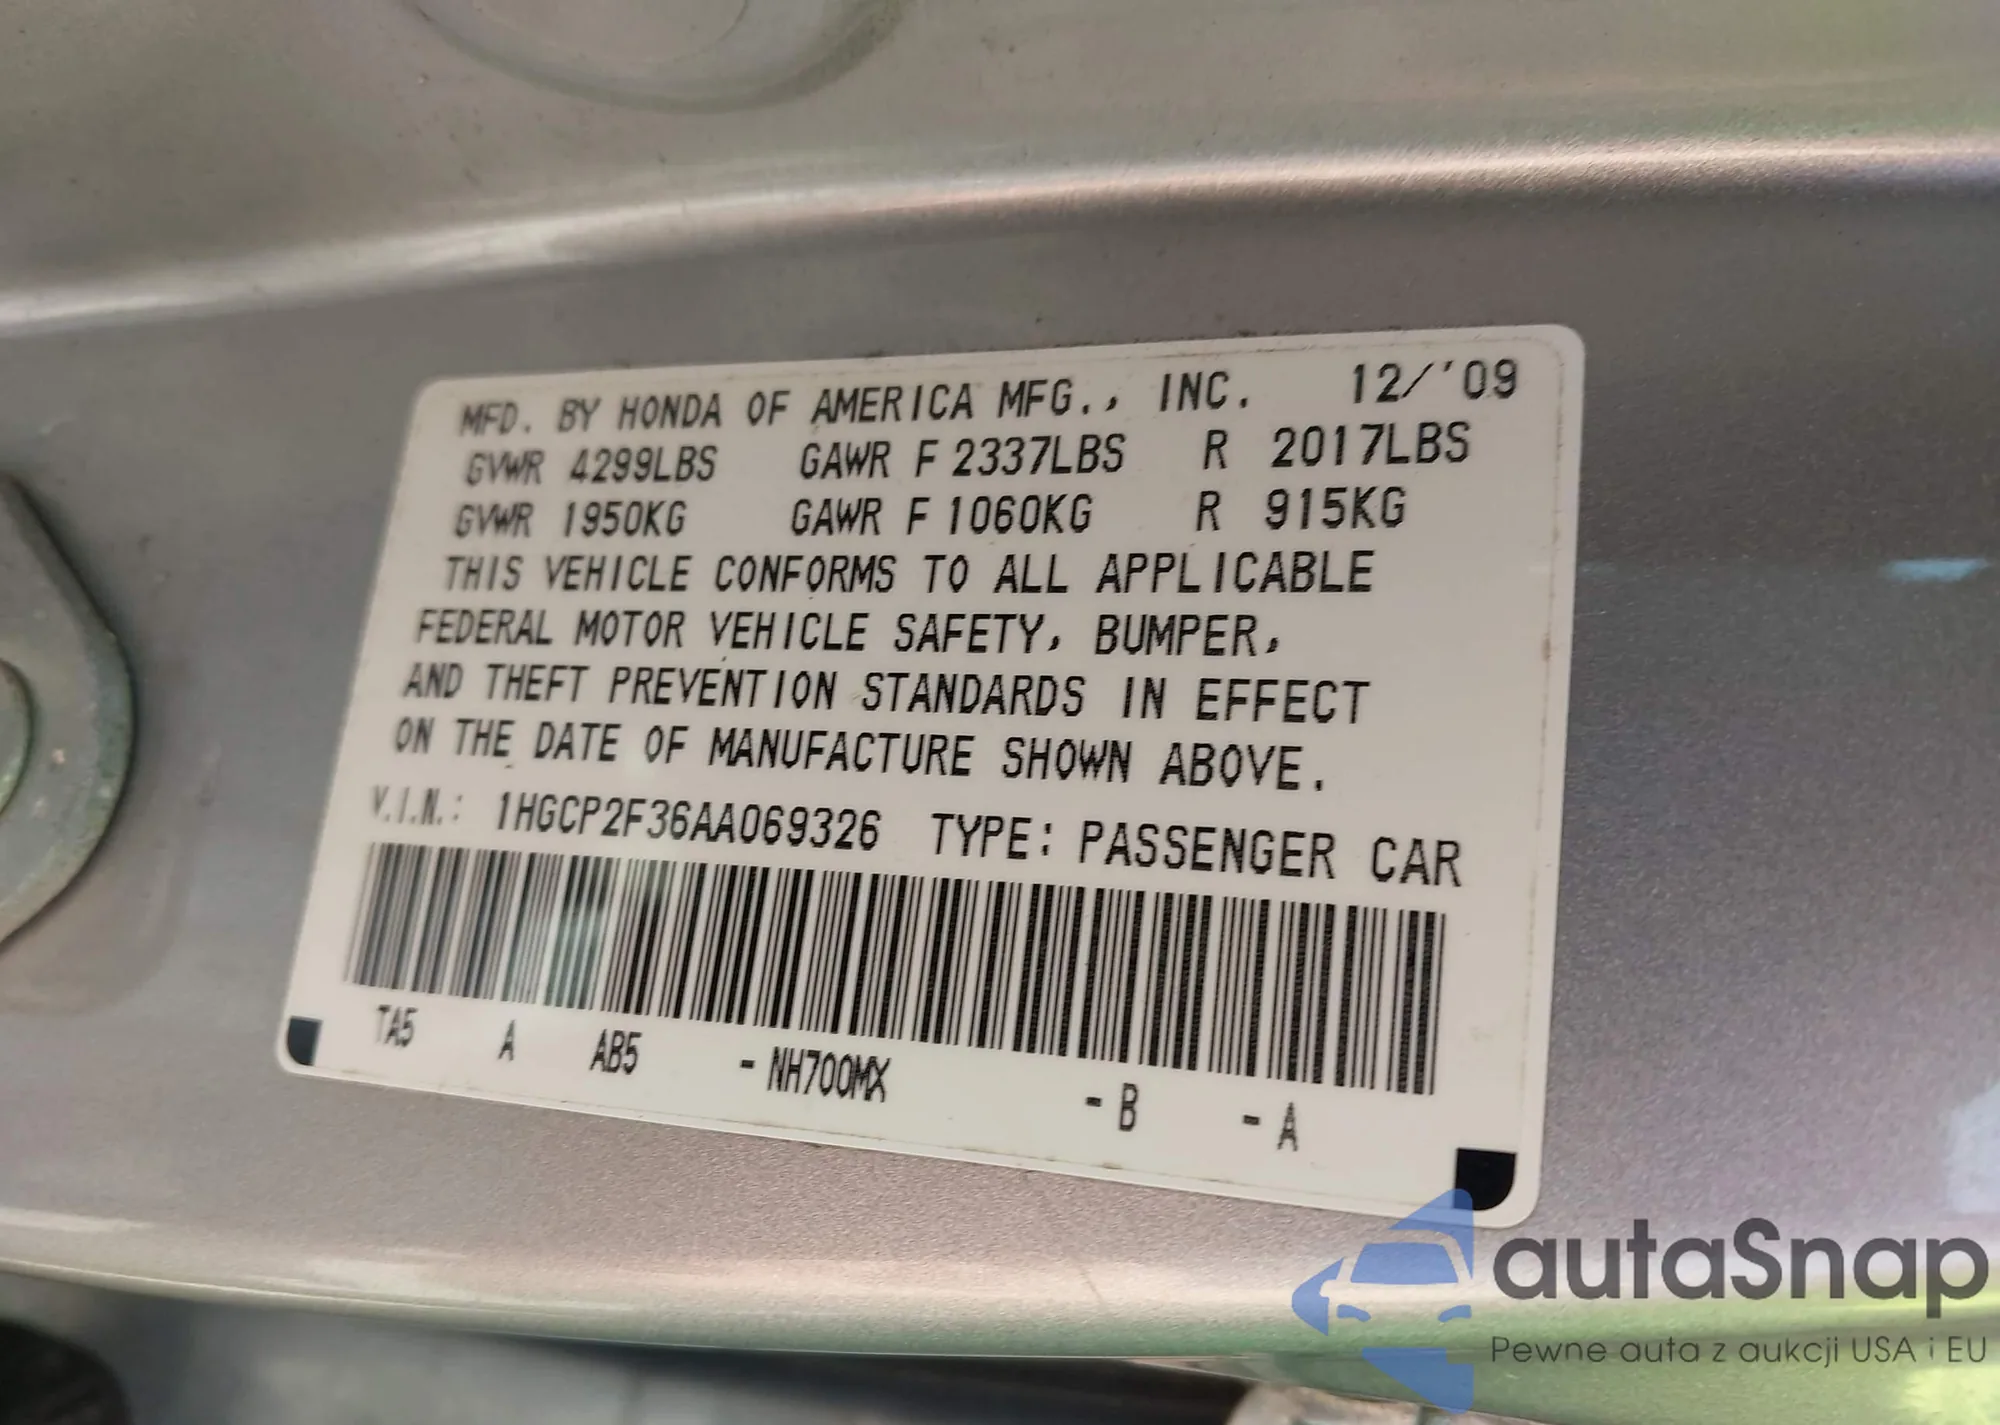 MFD. BY HONDA OF AMERICA MFG., INC. 12/'09
GVWR 4299LBS GAWR F 2337LBS R 2017LBS
GVWR 1950KG GAWR F 1060KG R 915KG
THIS VEHICLE CONFORMS TO ALL APPLICABLE
FEDERAL MOTOR VEHICLE SAFETY, BUMPER,
AND THEFT PREVENTION STANDARDS IN EFFECT
ON THE DATE OF MANUFACTURE SHOWN ABOVE.
V.I.N.: 1HGCP2F36AA069326 TYPE: PASSENGER CAR
TA5 A AB5 -NH700MX -B -A
autaSnap
Pewne auta z aukcji USA i EU